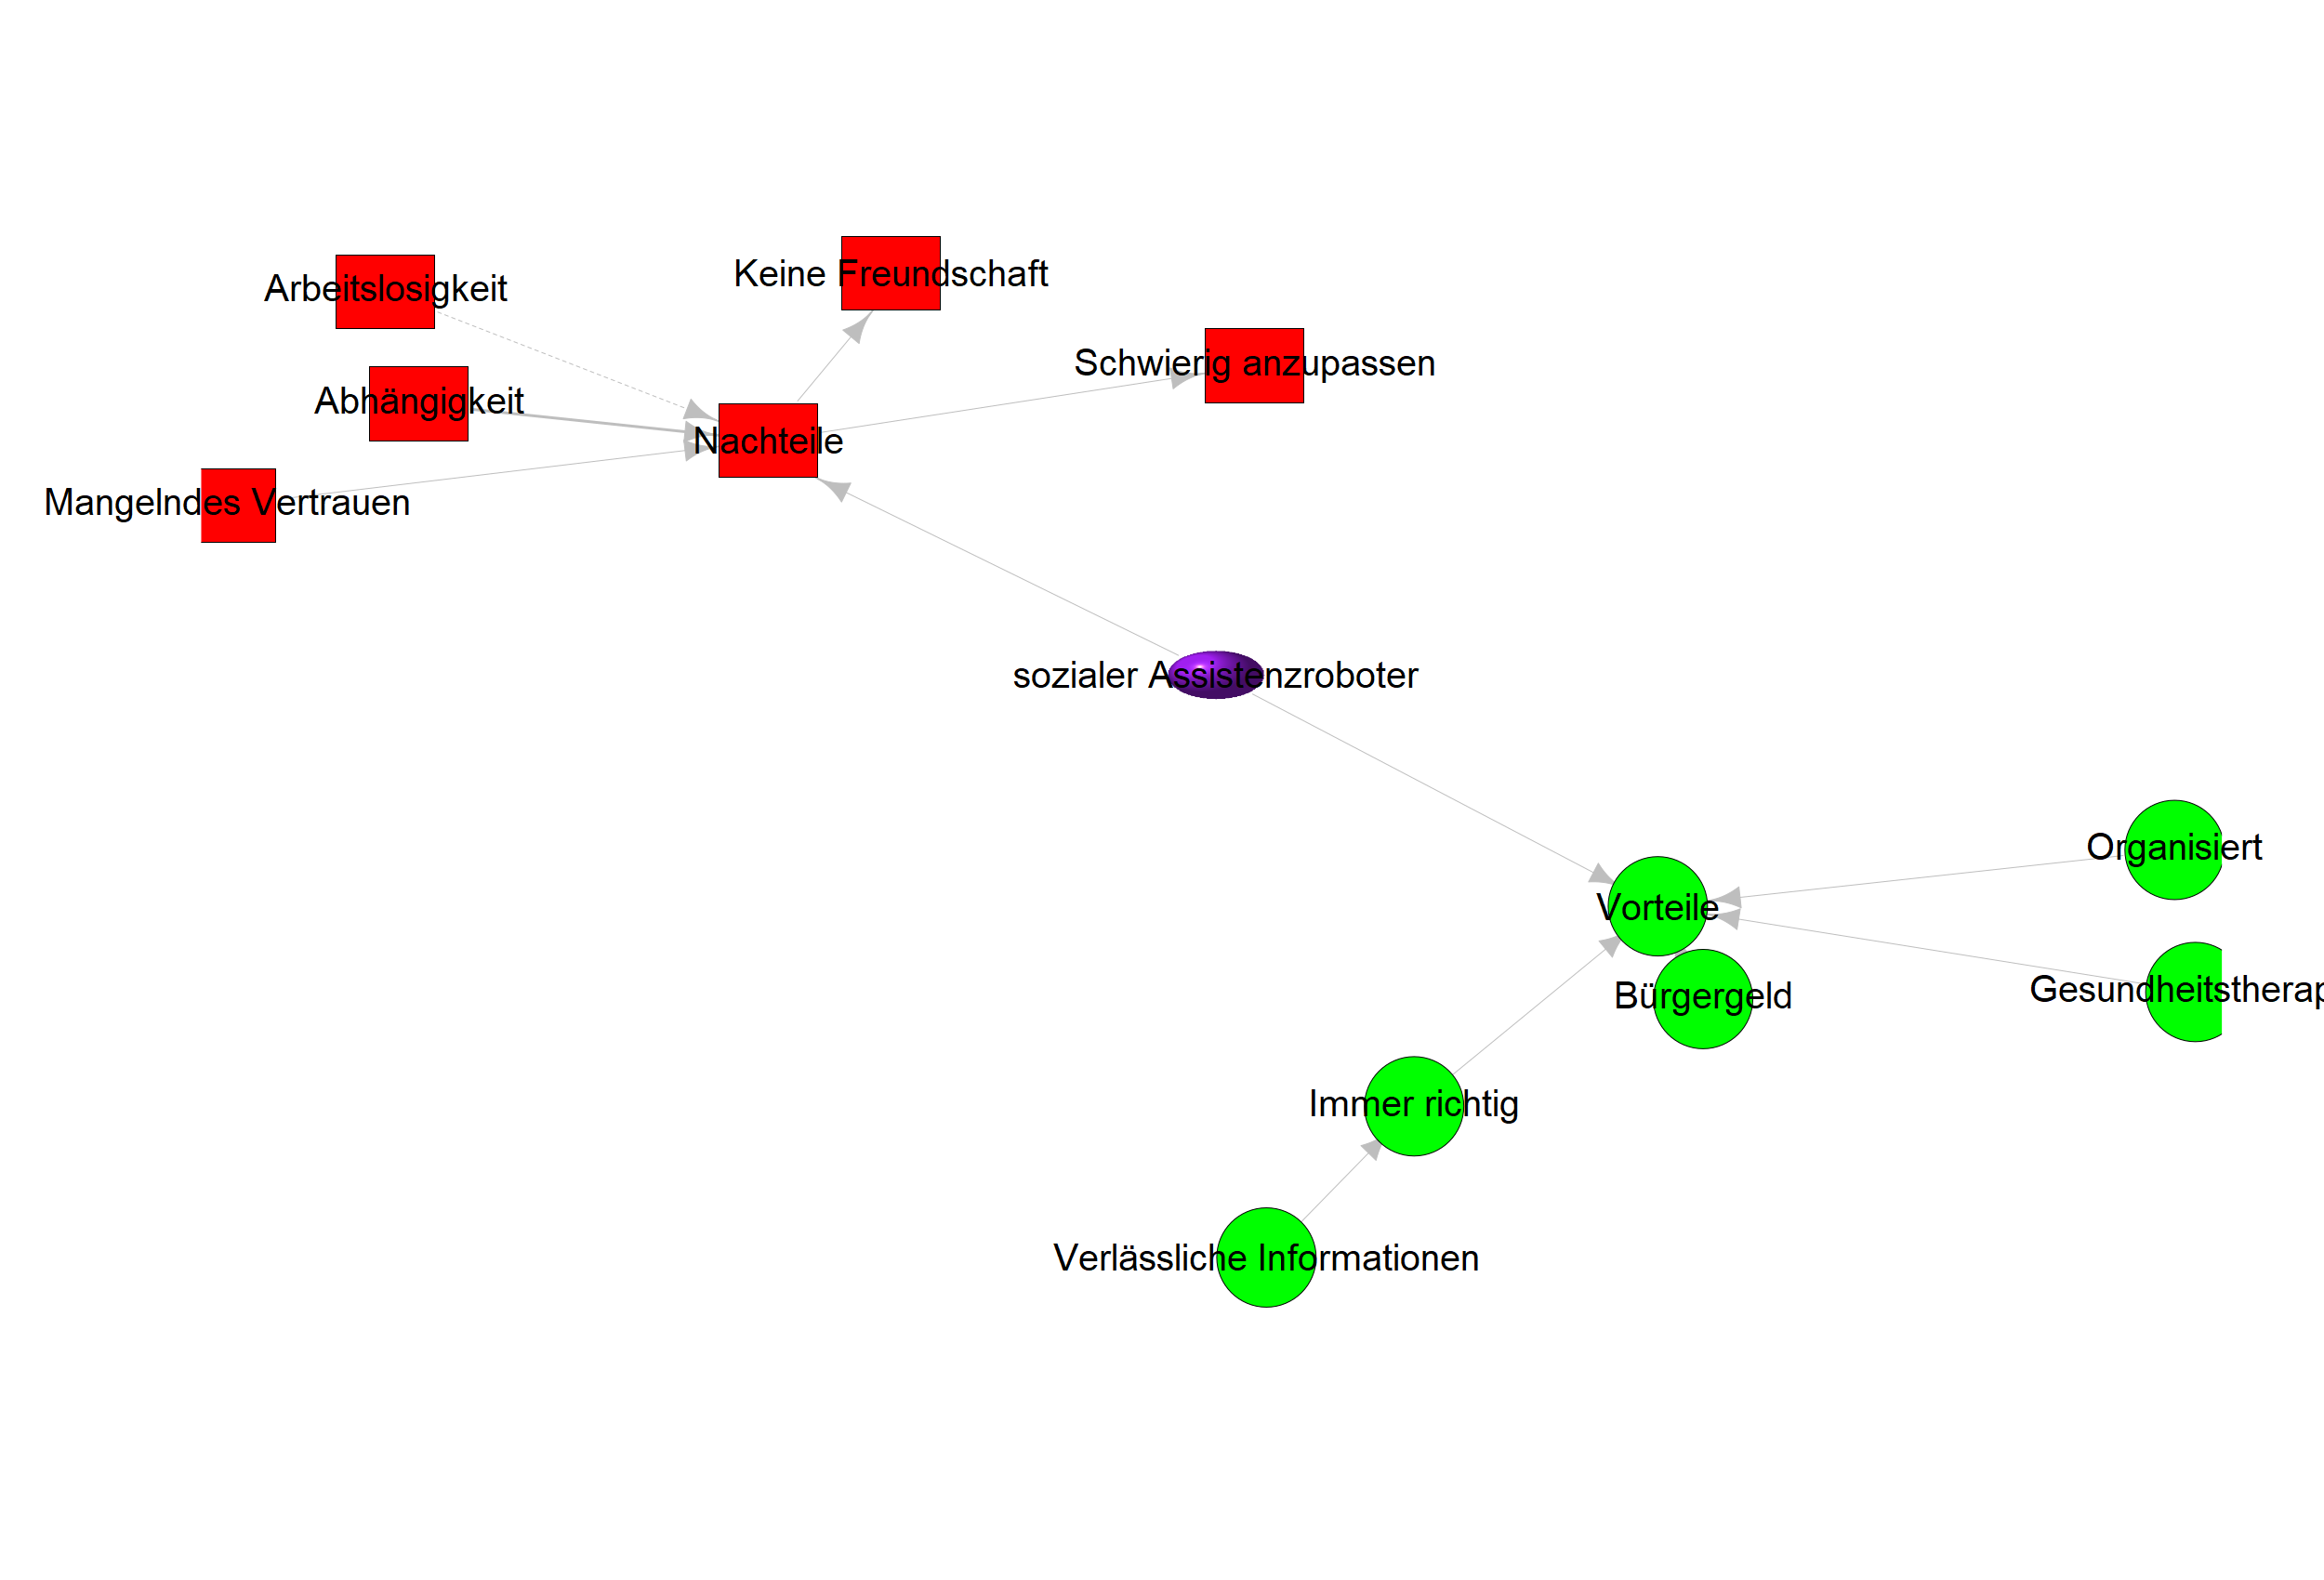 Keine Freundschaft
Arbeitslosigkeit
Schwierig anzupassen
Abhängigkeit
Nachteile
Mangelndes Vertrauen
sozialer Assistenzroboter
Organisiert
Vorteile
Gesundheitstherap
Bürgergeld
Immer richtig
Verlässliche Informationen